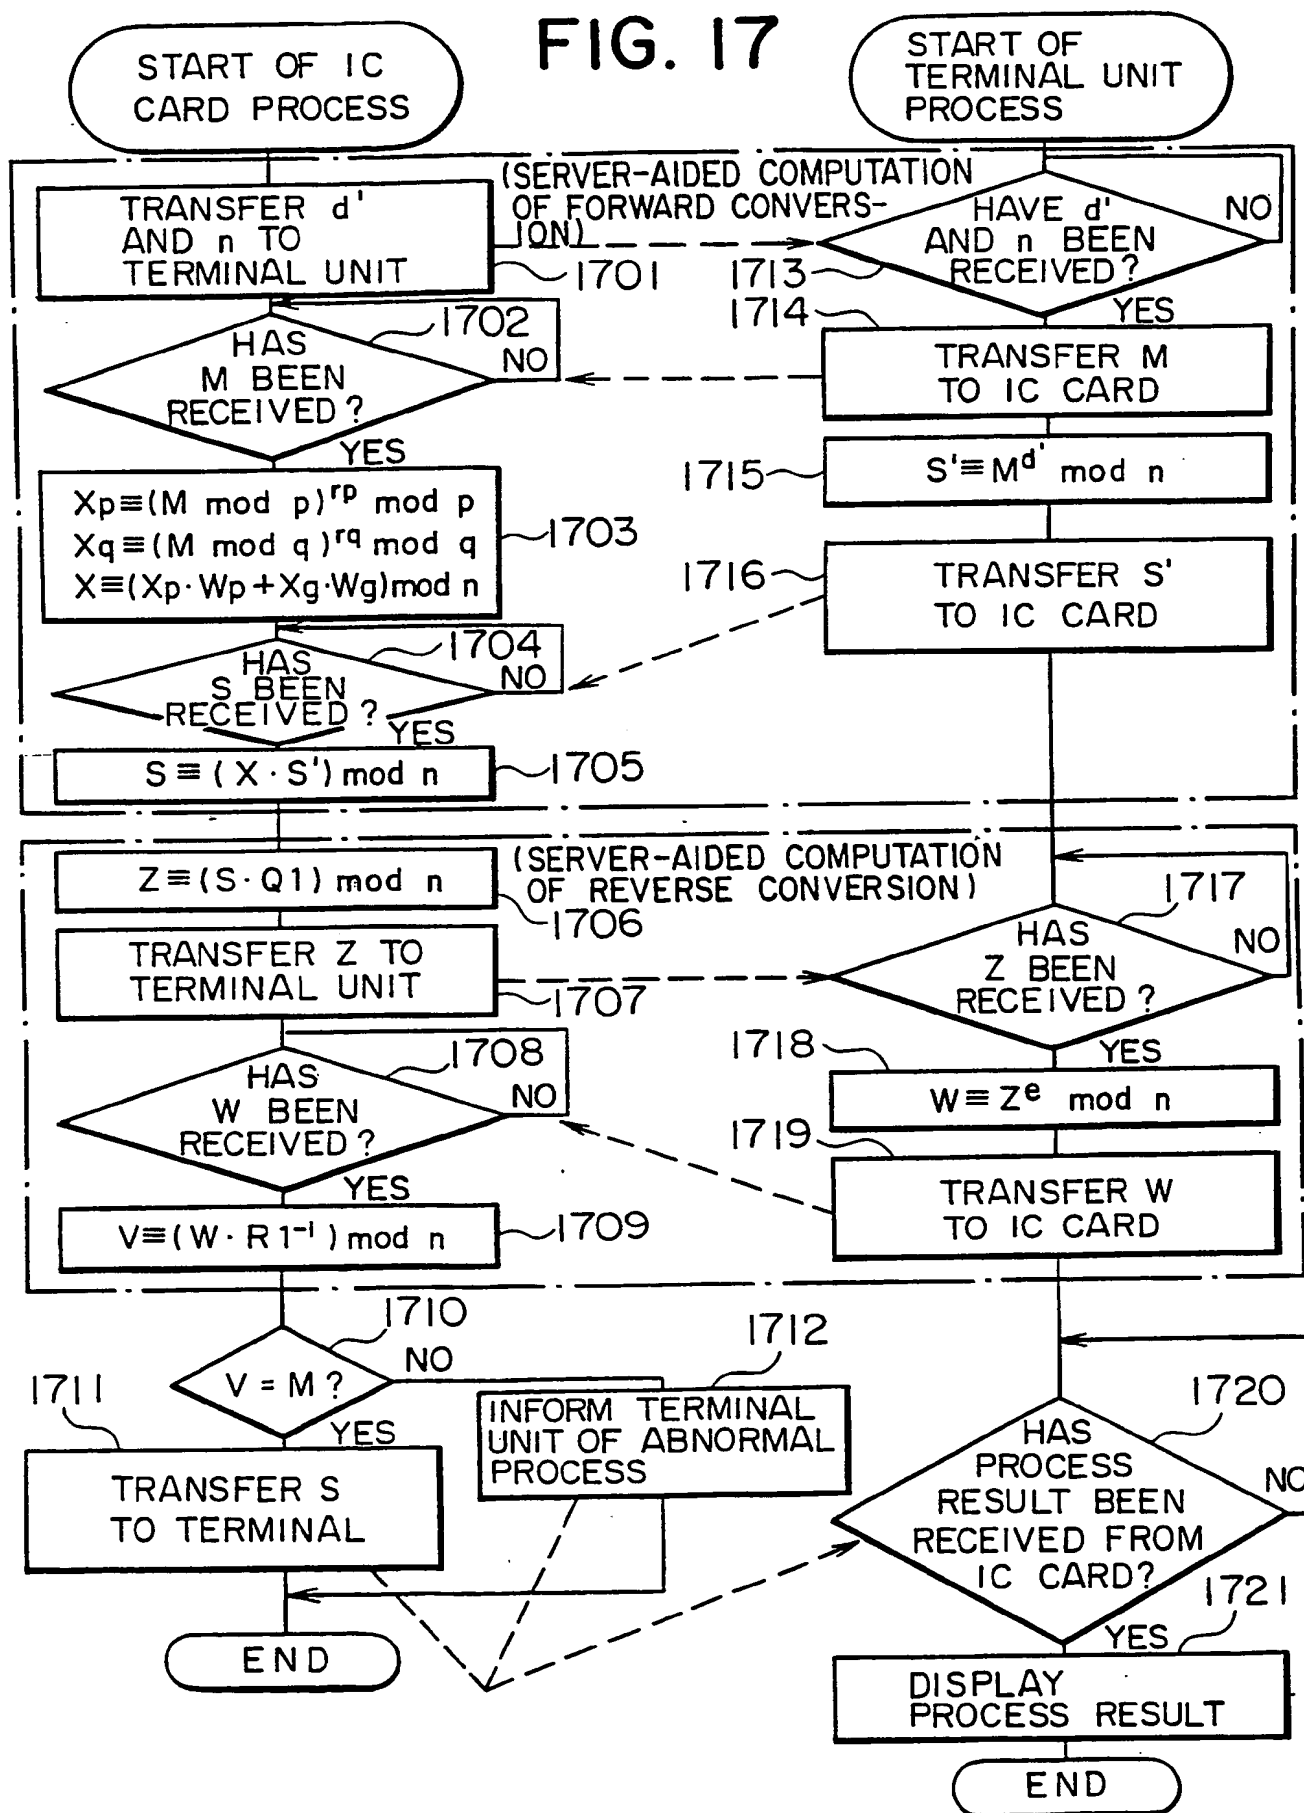 FIG. 17
START OF IC
CARD PROCESS
TRANSFER d'
AND n TO
TERMINAL UNIT
1701
(SERVER-AIDED COMPUTATION
OF FORWARD CONVERS-
ION)
HAS
M BEEN
RECEIVED?
1702
NO
YES
Xp≡(M mod p)^rp mod p
Xq≡(M mod q)^rq mod q
X≡(Xp·Wp+Xg·Wg) mod n
1703
HAS
S BEEN
RECEIVED?
1704
NO
YES
S≡(X·S') mod n
1705
Z≡(S·Q1) mod n
1706
(SERVER-AIDED COMPUTATION
OF REVERSE CONVERSION)
TRANSFER Z TO
TERMINAL UNIT
1707
HAS
W BEEN
RECEIVED?
1708
NO
YES
V≡(W·R1^-1) mod n
1709
V=M?
1710
NO
YES
1711
TRANSFER S
TO TERMINAL
1712
INFORM TERMINAL
UNIT OF ABNORMAL
PROCESS
END
START OF
TERMINAL UNIT
PROCESS
HAVE d'
AND n BEEN
RECEIVED?
1713
NO
YES
1714
TRANSFER M
TO IC CARD
1715
S'≡M^d' mod n
1716
TRANSFER S'
TO IC CARD
1717
HAS
Z BEEN
RECEIVED?
NO
YES
1718
W≡Z^e mod n
1719
TRANSFER W
TO IC CARD
1720
HAS
PROCESS
RESULT BEEN
RECEIVED FROM
IC CARD?
NO
YES
1721
DISPLAY
PROCESS RESULT
END